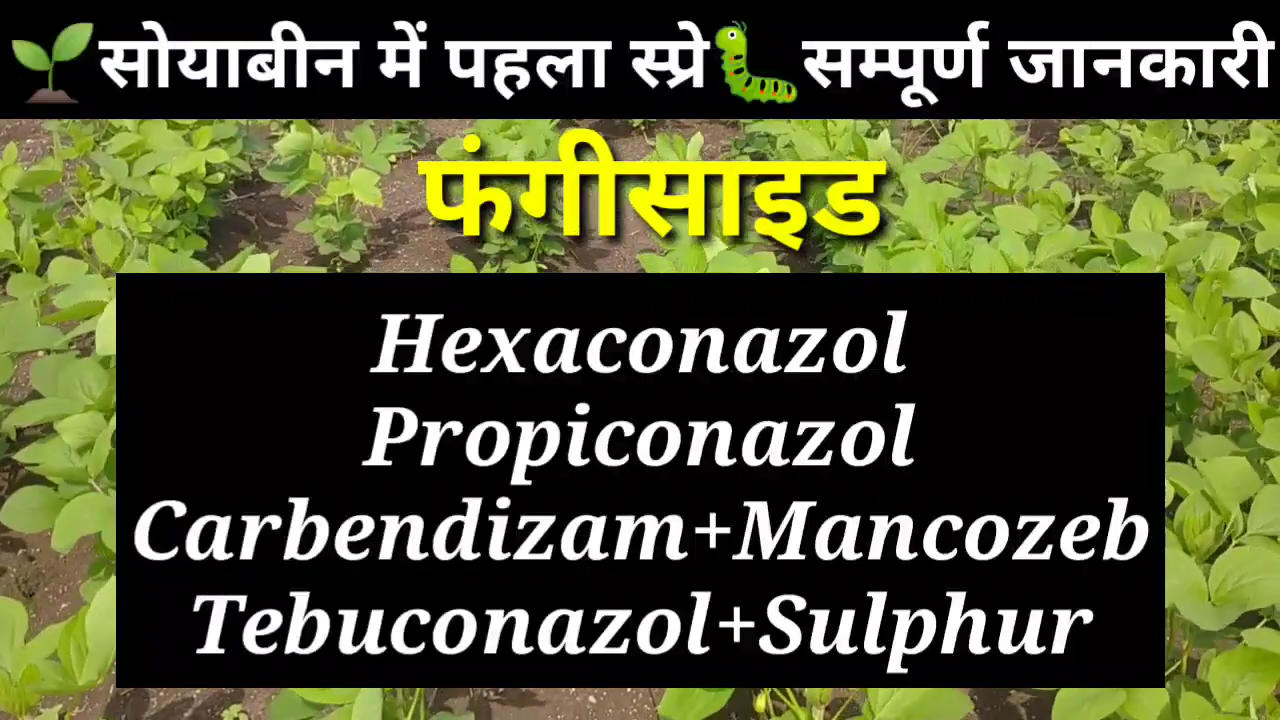 🌱सोयाबीन में पहला स्प्रे🐛सम्पूर्ण जानकारी
फंगीसाइड
Hexaconazol
Propiconazol
Carbendizam+Mancozeb
Tebuconazol+Sulphur